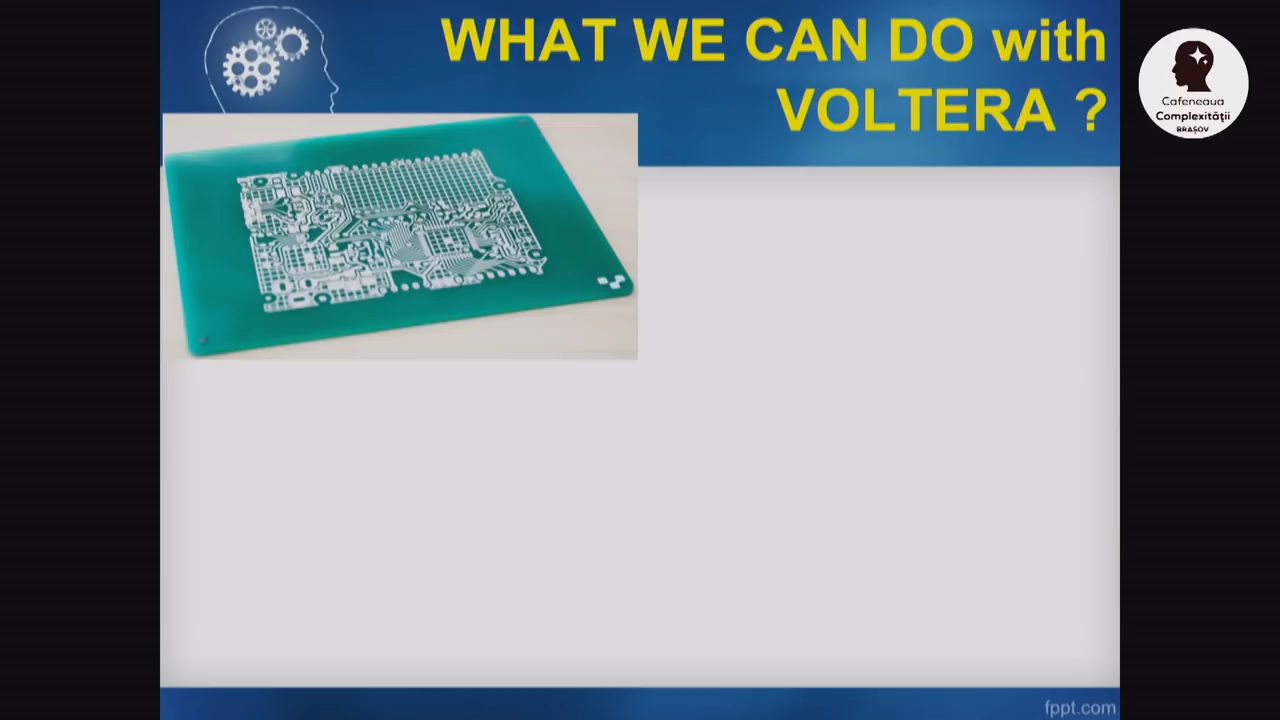 WHAT WE CAN DO with
VOLTERA ?
Cafeneaua
Complexității
BRAȘOV
fppt.com